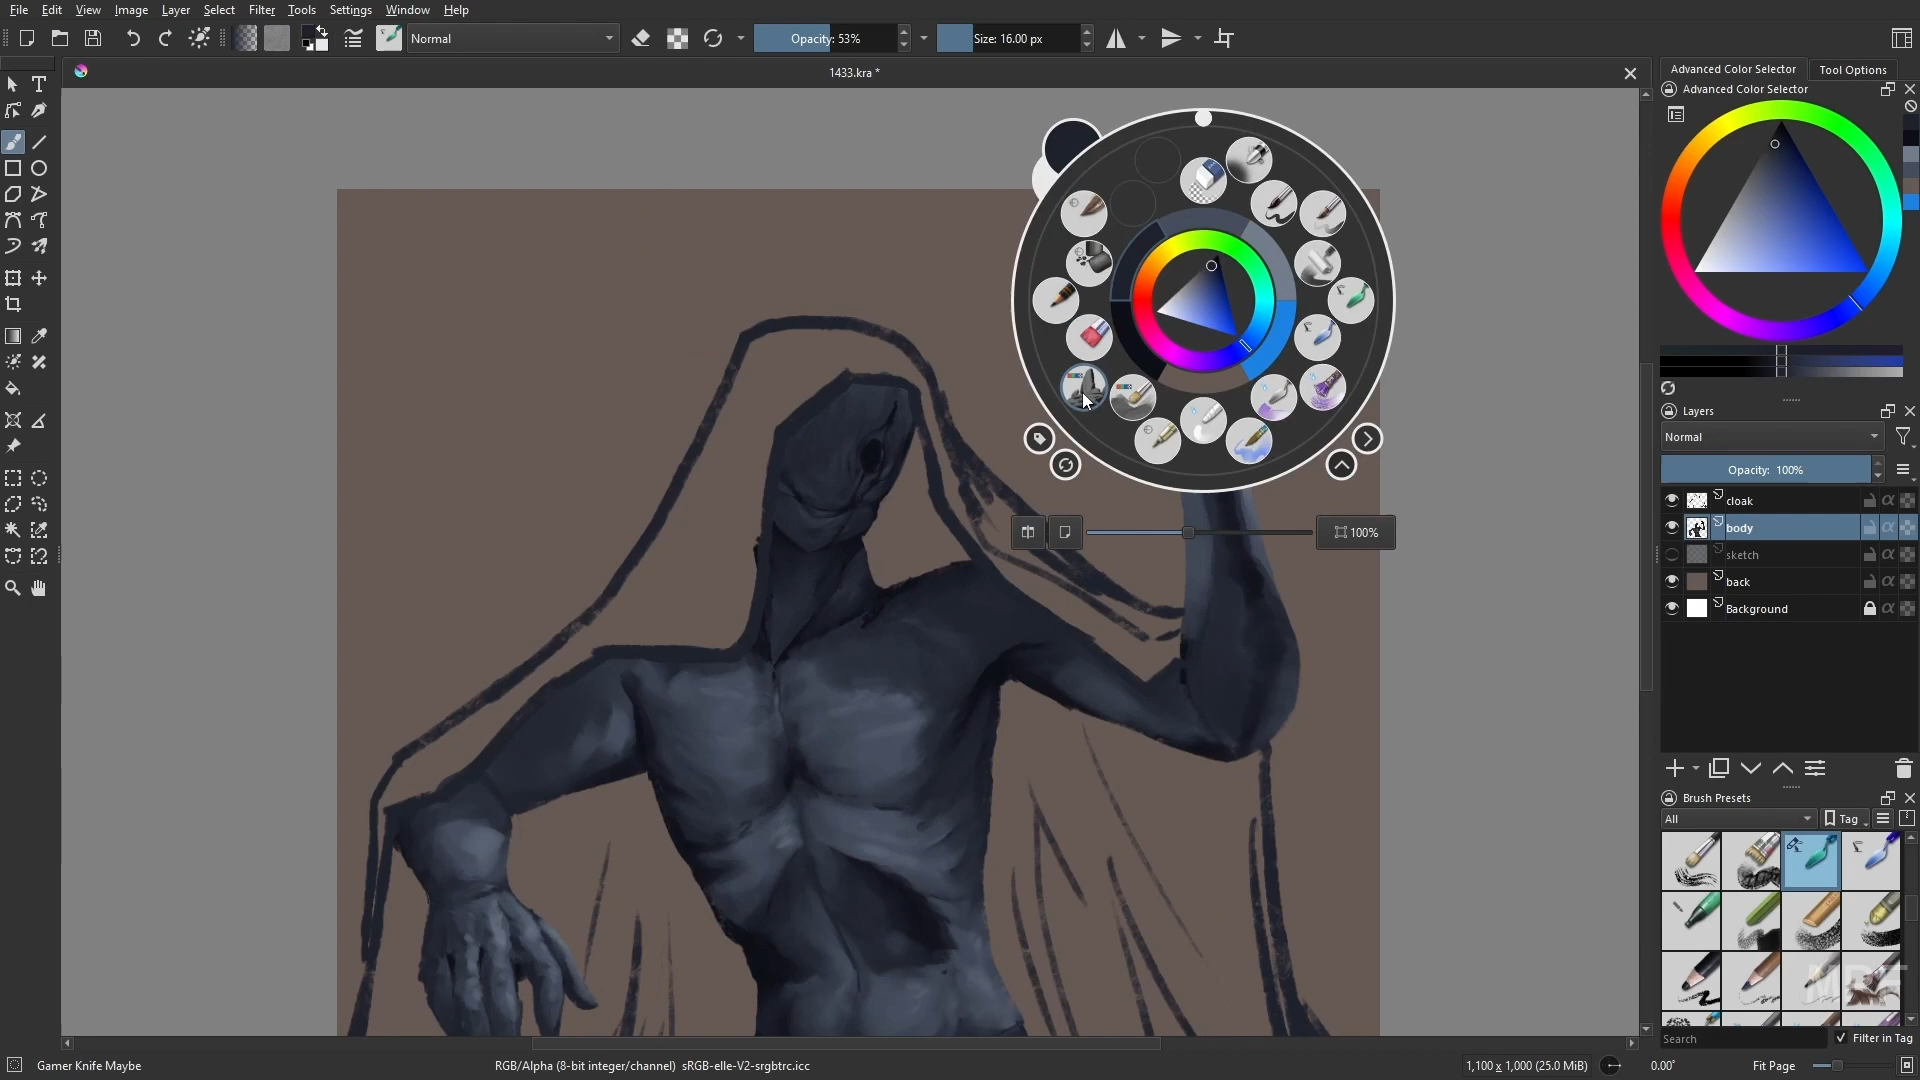 File Edit View Image Layer Select Filter Tools Settings Window Help
Normal
Opacity: 53%
Size: 16.00 px
1433.kra *
Advanced Color Selector
Tool Options
Advanced Color Selector
Layers
Normal
Opacity: 100%
cloak
body
sketch
back
Background
100%
Brush Presets
All
Tag
Search
Filter in Tag
Gamer Knife Maybe
RGB/Alpha (8-bit integer/channel) sRGB-elle-V2-srgbtrc.icc
1,100 x 1,000 (25.0 MiB)
0.00°
Fit Page